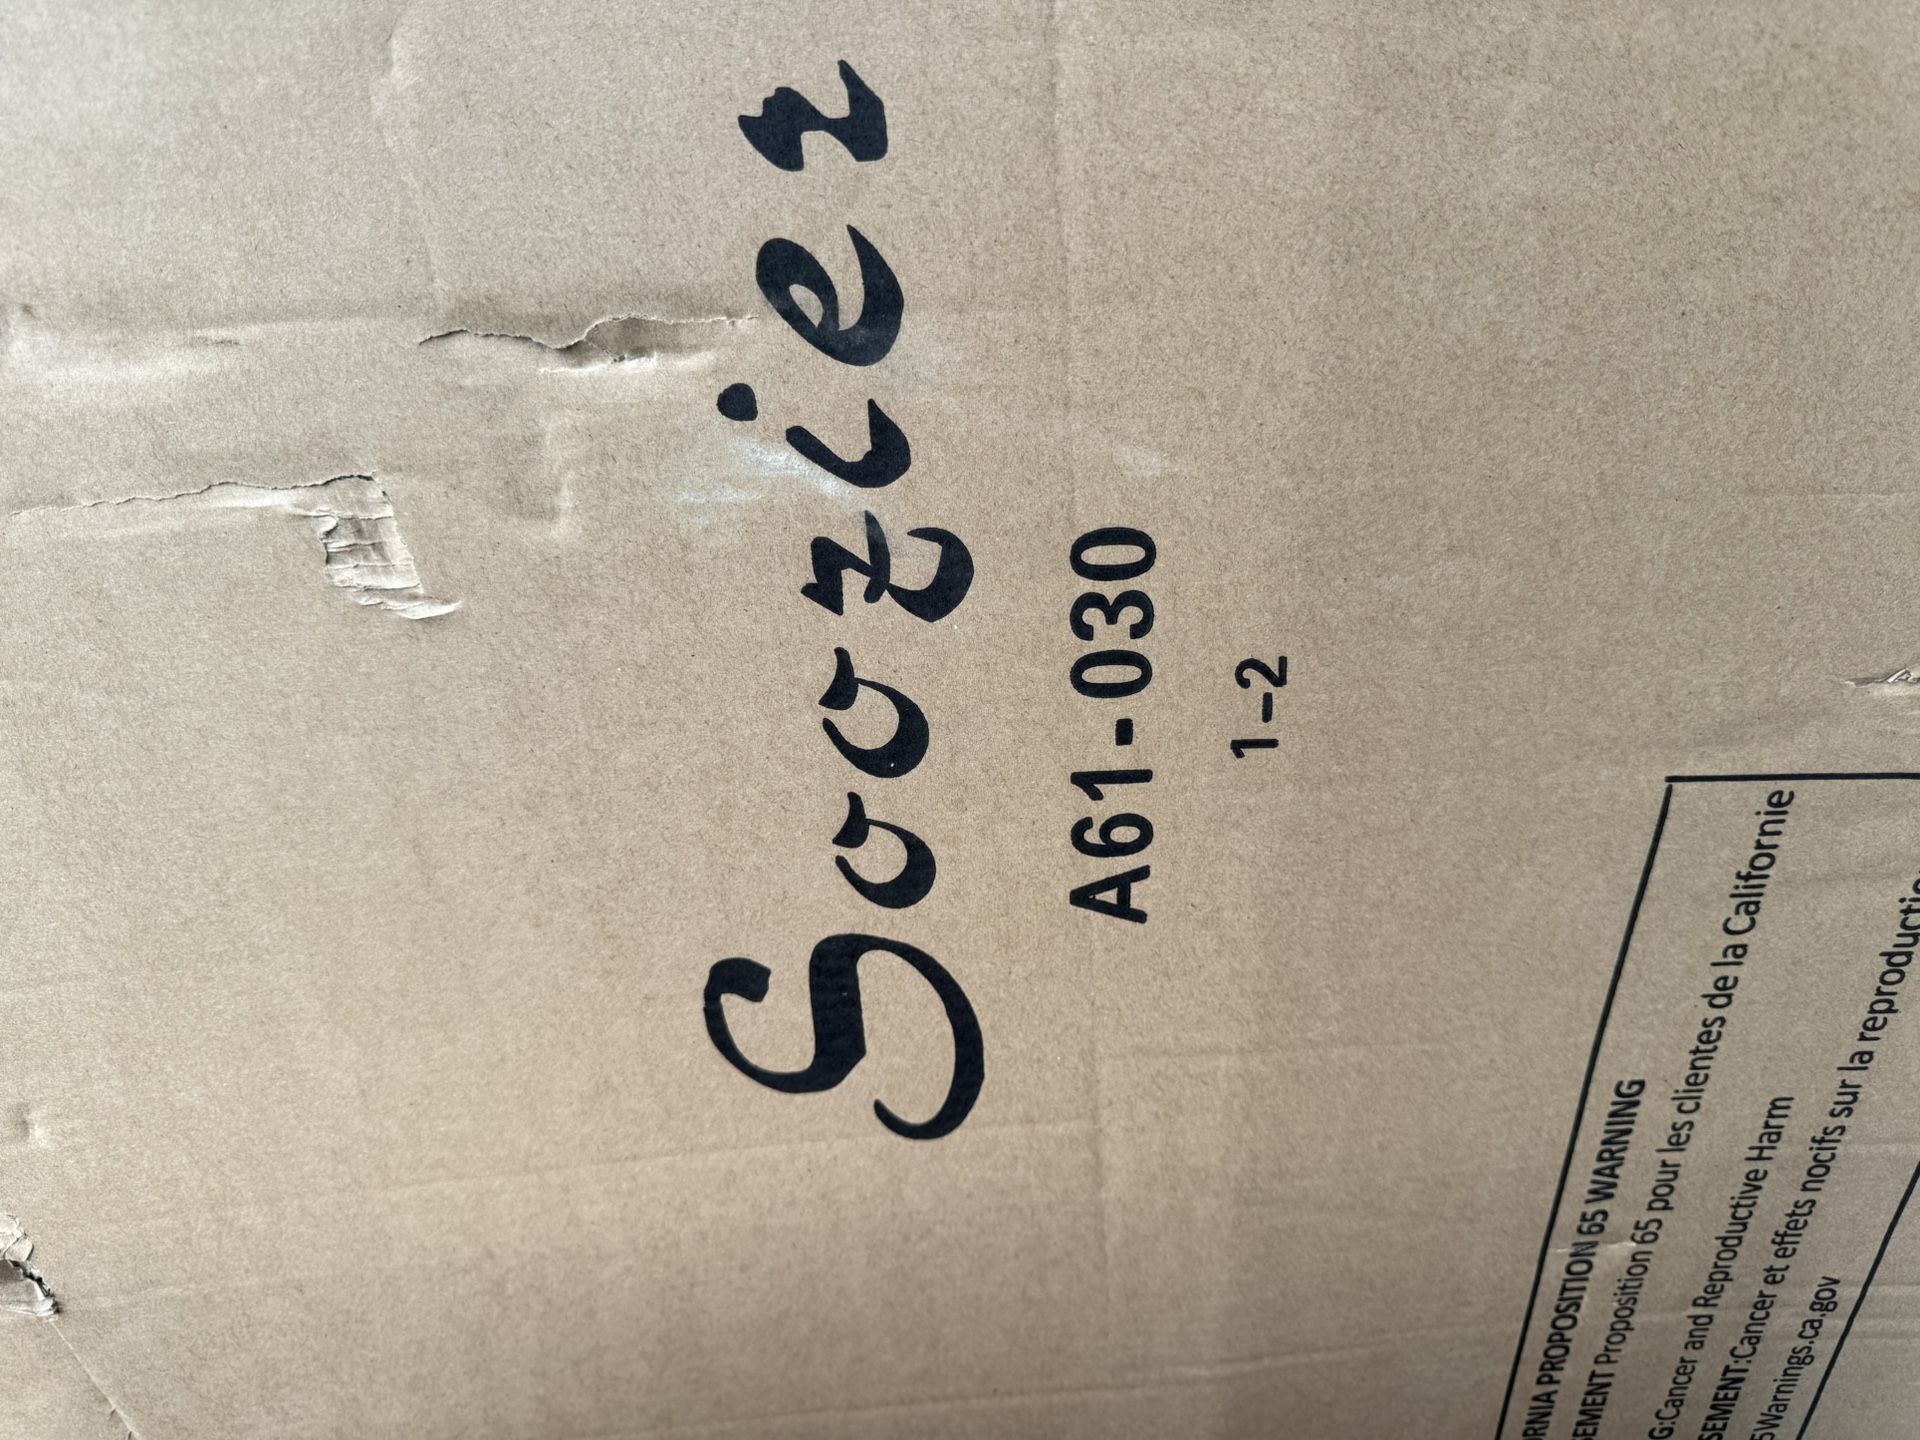 Soozier
A61-030
1-2
PROPOSITION 65 WARNING
Proposition 65 pour les clientes de la Californie
Cancer and Reproductive Harm
Cancer et effets nocifs sur la
Warnings.ca.gov